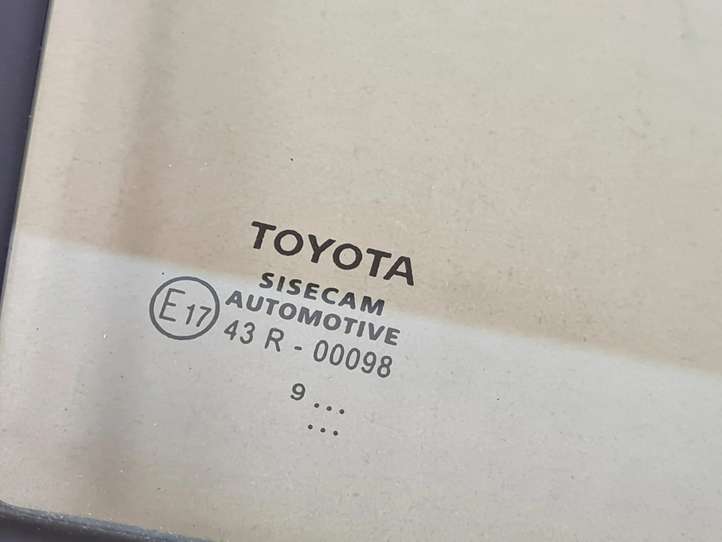 TOYOTA
SISECAM
AUTOMOTIVE
E17
43 R - 00098
9 ...
...